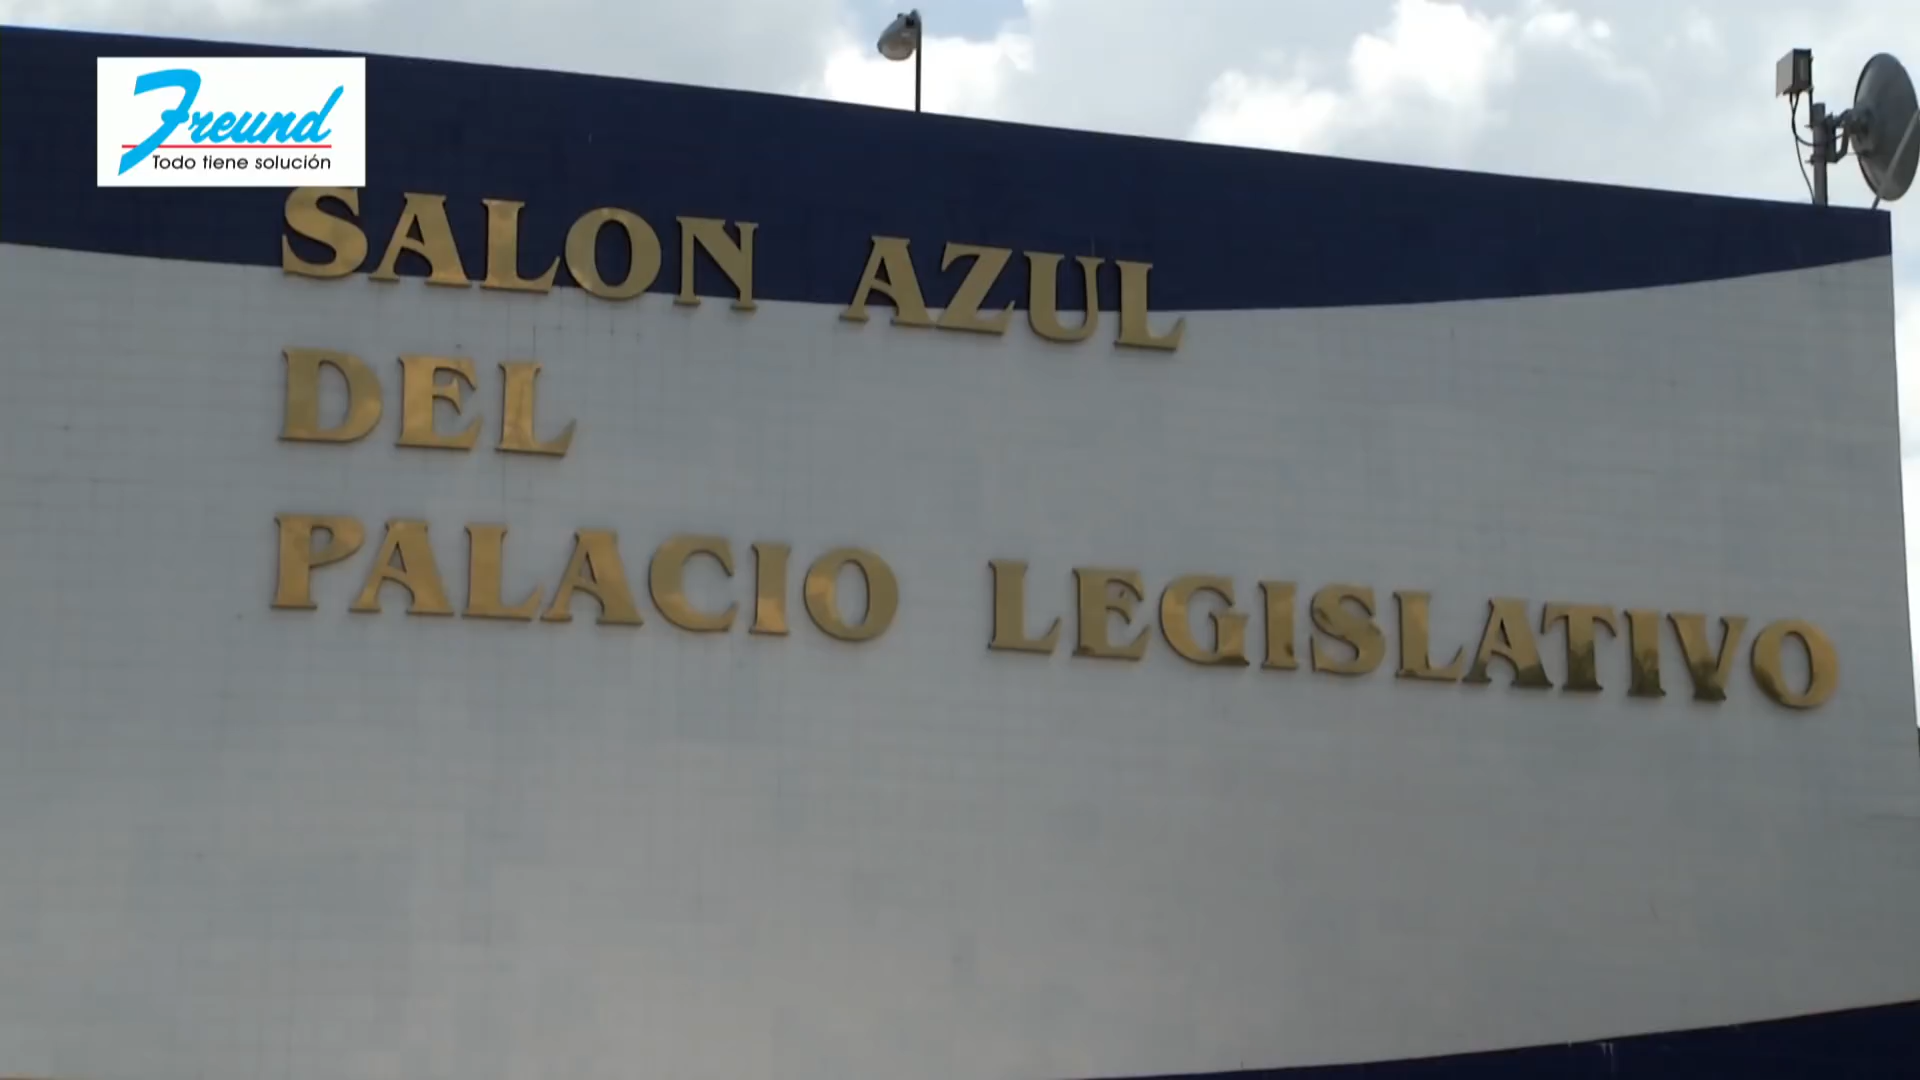 Freund
Todo tiene solución
SALON AZUL
DEL
PALACIO LEGISLATIVO